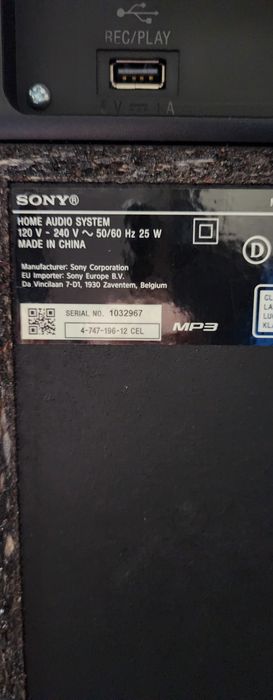 REC/PLAY
5 V ⎓ 1 A
SONY®
HOME AUDIO SYSTEM
120 V - 240 V ~ 50/60 Hz 25 W
MADE IN CHINA
D
Manufacturer: Sony Corporation
EU Importer: Sony Europe B.V.
Da Vincilaan 7-D1, 1930 Zaventem, Belgium
SERIAL NO. 1032967
4-747-196-12 CEL
MP3